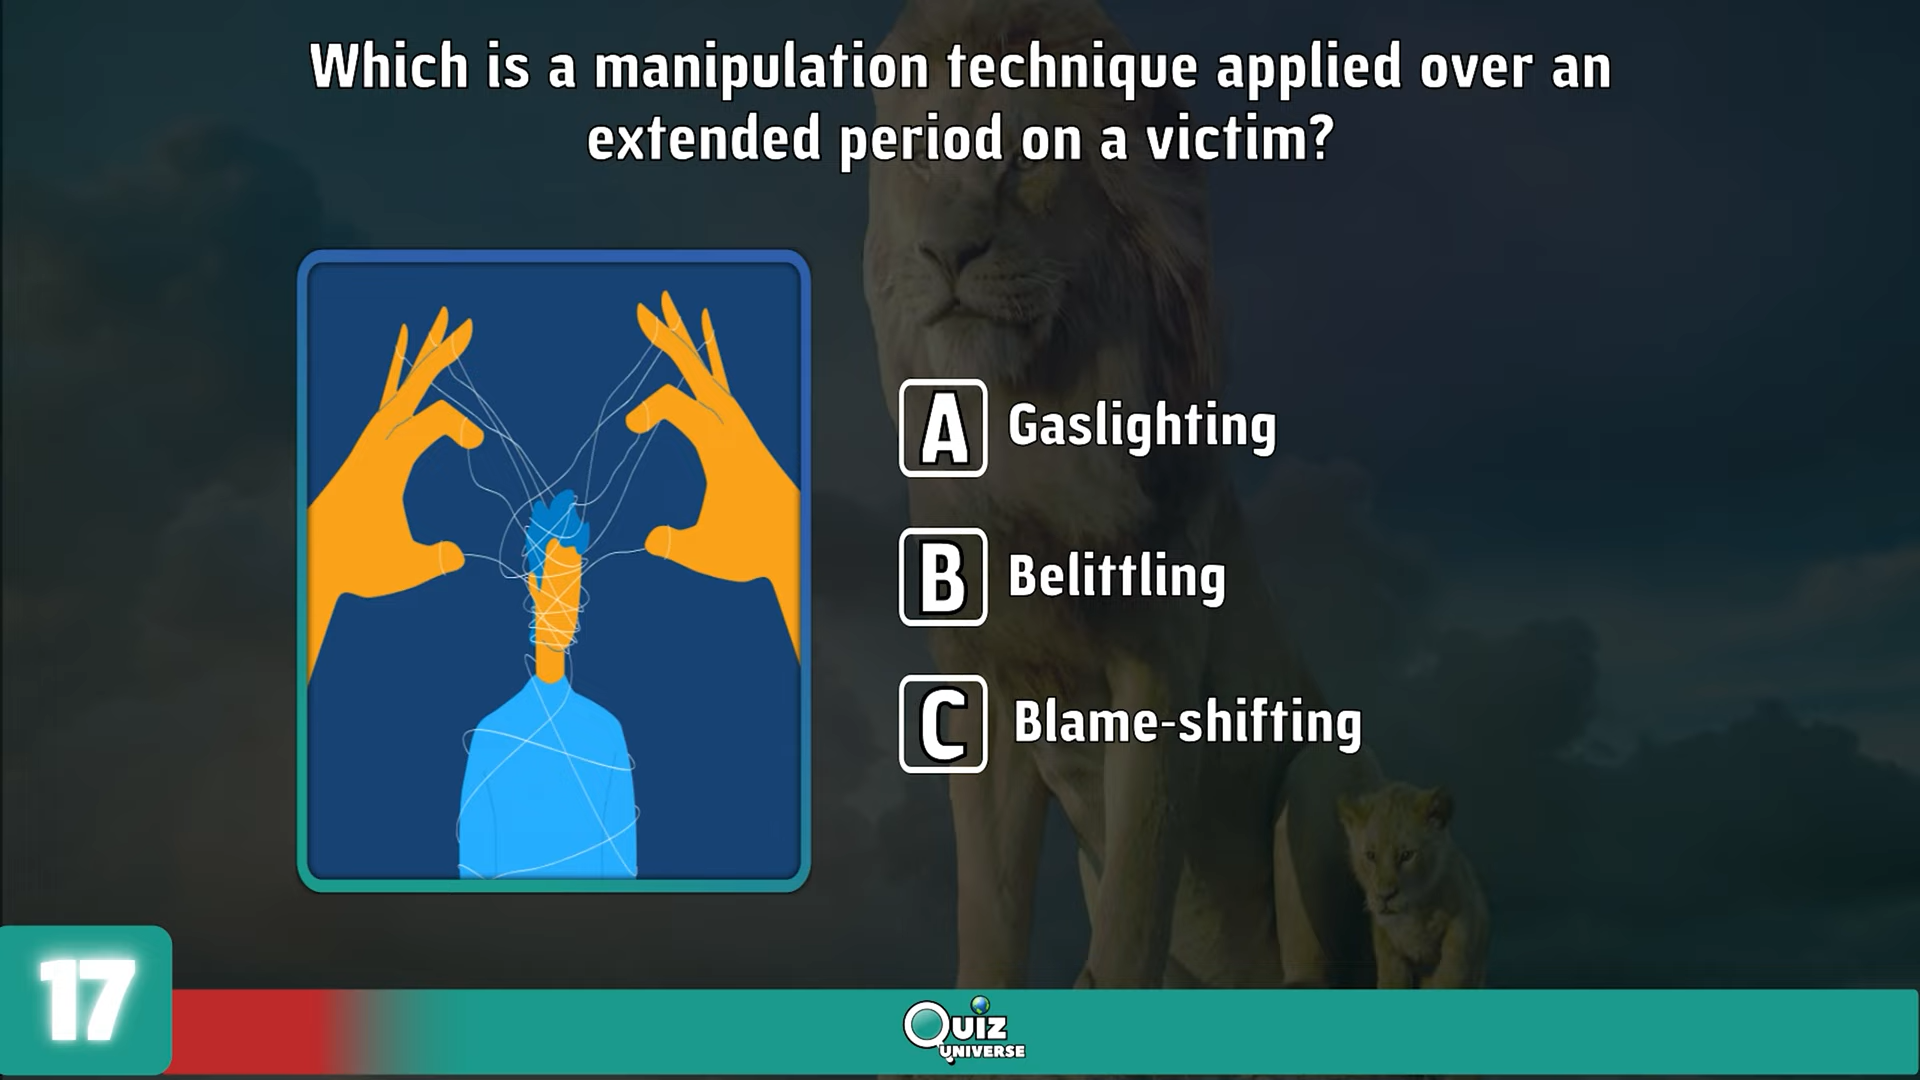 Which is a manipulation technique applied over an
extended period on a victim?
A Gaslighting
B Belittling
C Blame-shifting
17
QUIZ
UNIVERSE